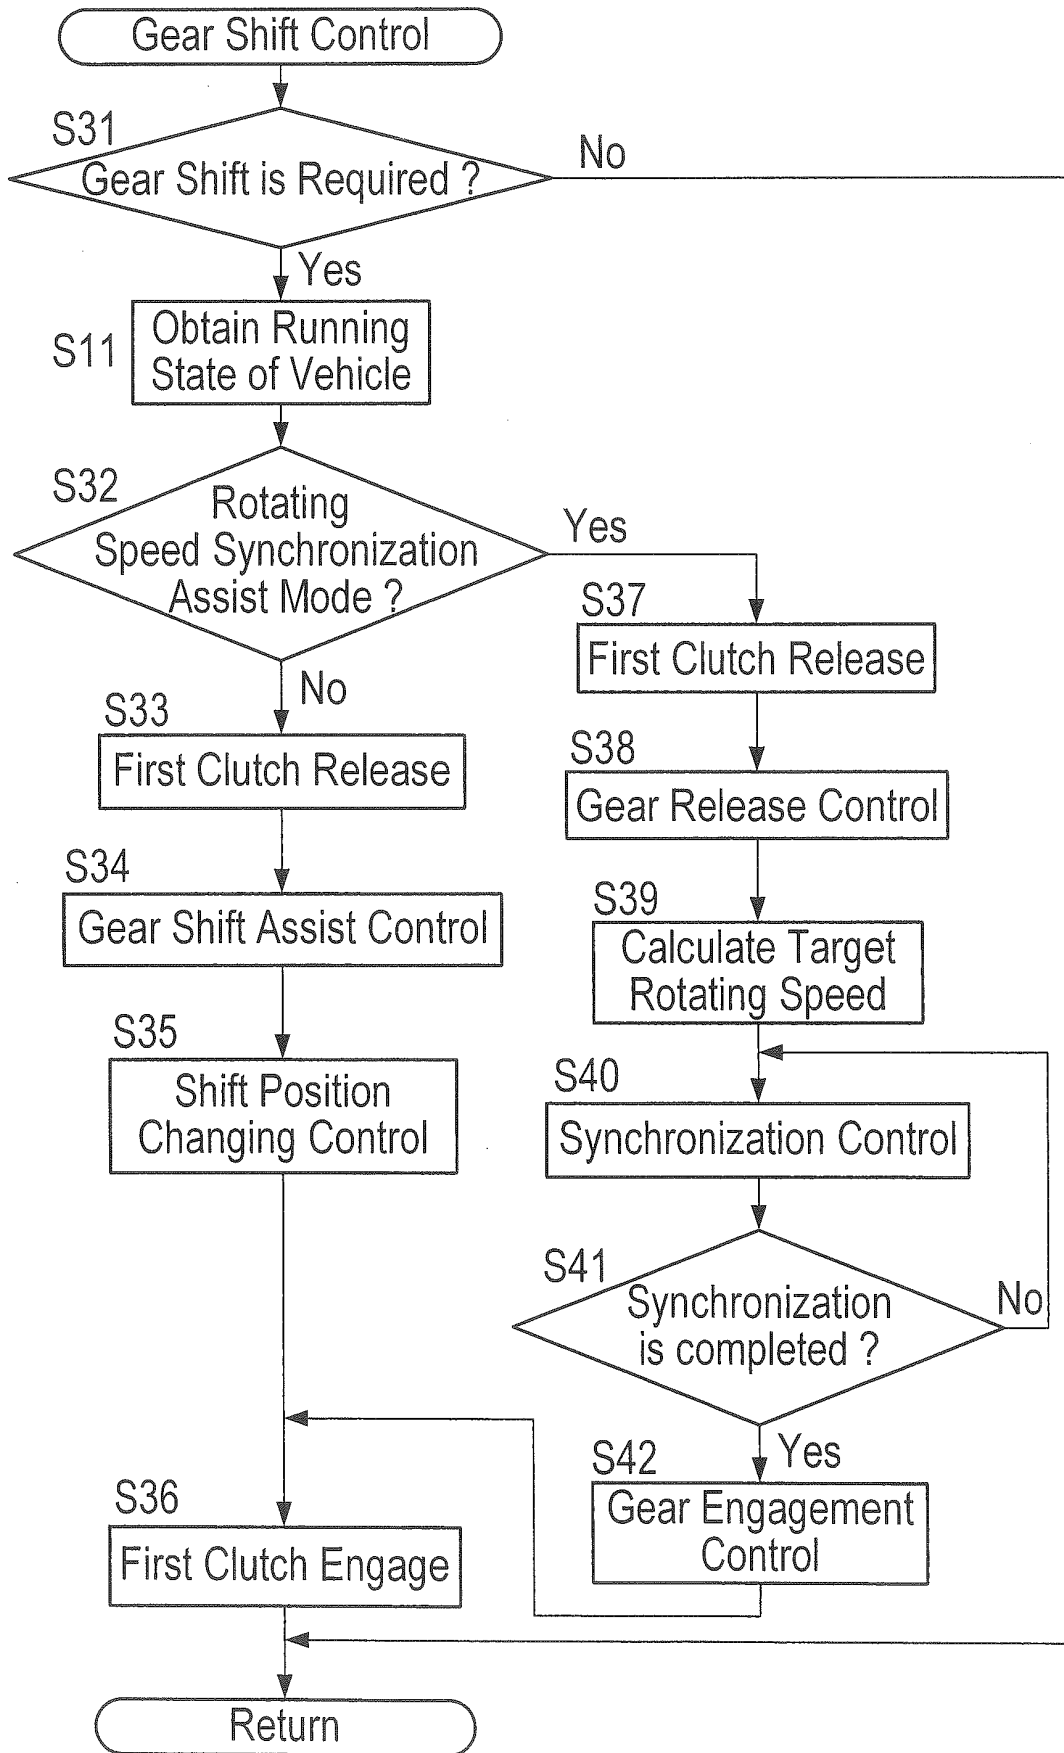 Gear Shift Control
S31
No
Gear Shift is Required ?
Yes
S11
Obtain Running
State of Vehicle
S32
Rotating
Speed Synchronization
Assist Mode ?
Yes
No
S33
First Clutch Release
S34
Gear Shift Assist Control
S35
Shift Position
Changing Control
S37
First Clutch Release
S38
Gear Release Control
S39
Calculate Target
Rotating Speed
S40
Synchronization Control
S41
Synchronization
is completed ?
No
Yes
S42
Gear Engagement
Control
S36
First Clutch Engage
Return